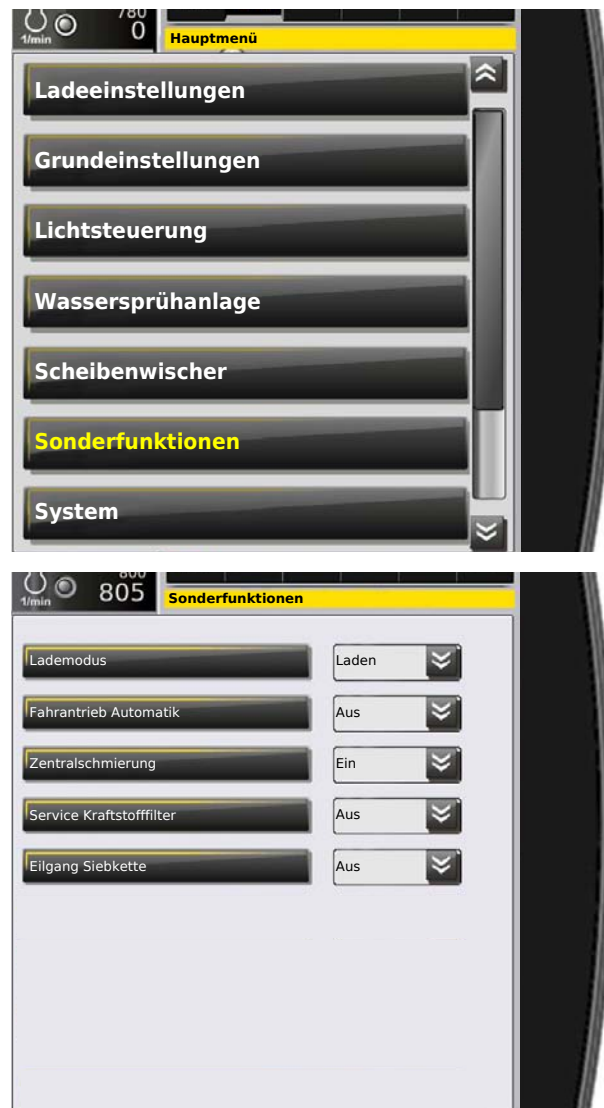 780
1/min 0
Hauptmenü
Ladeeinstellungen
Grundeinstellungen
Lichtsteuerung
Wassersprühanlage
Scheibenwischer
Sonderfunktionen
System
800
1/min 805
Sonderfunktionen
Lademodus Laden
Fahrantrieb Automatik Aus
Zentralschmierung Ein
Service Kraftstofffilter Aus
Eilgang Siebkette Aus